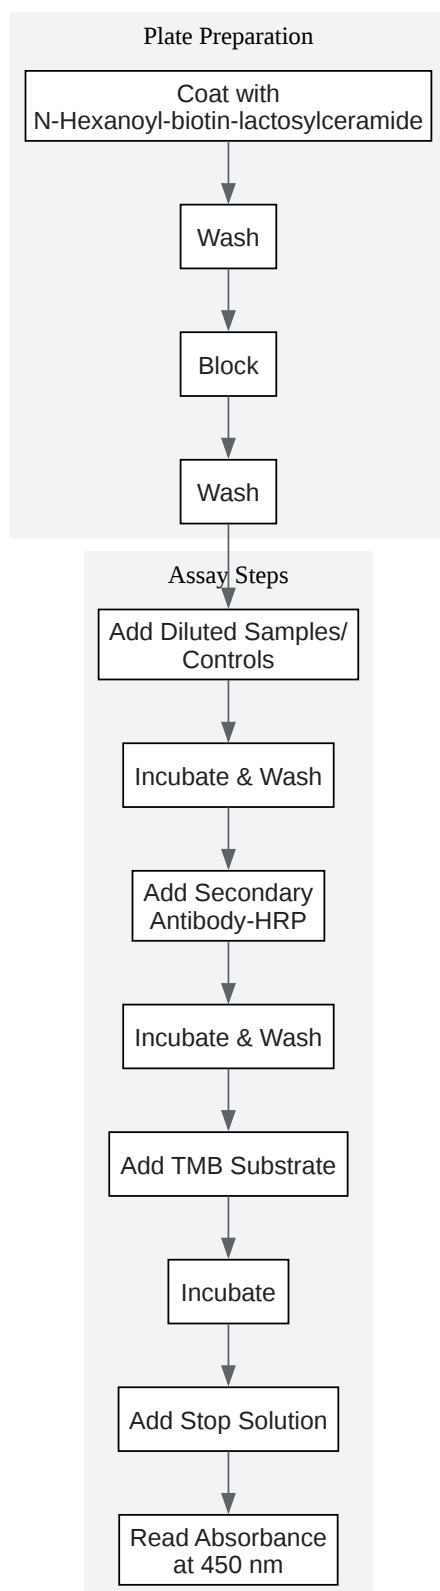 Plate Preparation
Coat with
N-Hexanoyl-biotin-lactosylceramide
Wash
Block
Wash
Assay Steps
Add Diluted Samples/
Controls
Incubate & Wash
Add Secondary
Antibody-HRP
Incubate & Wash
Add TMB Substrate
Incubate
Add Stop Solution
Read Absorbance
at 450 nm